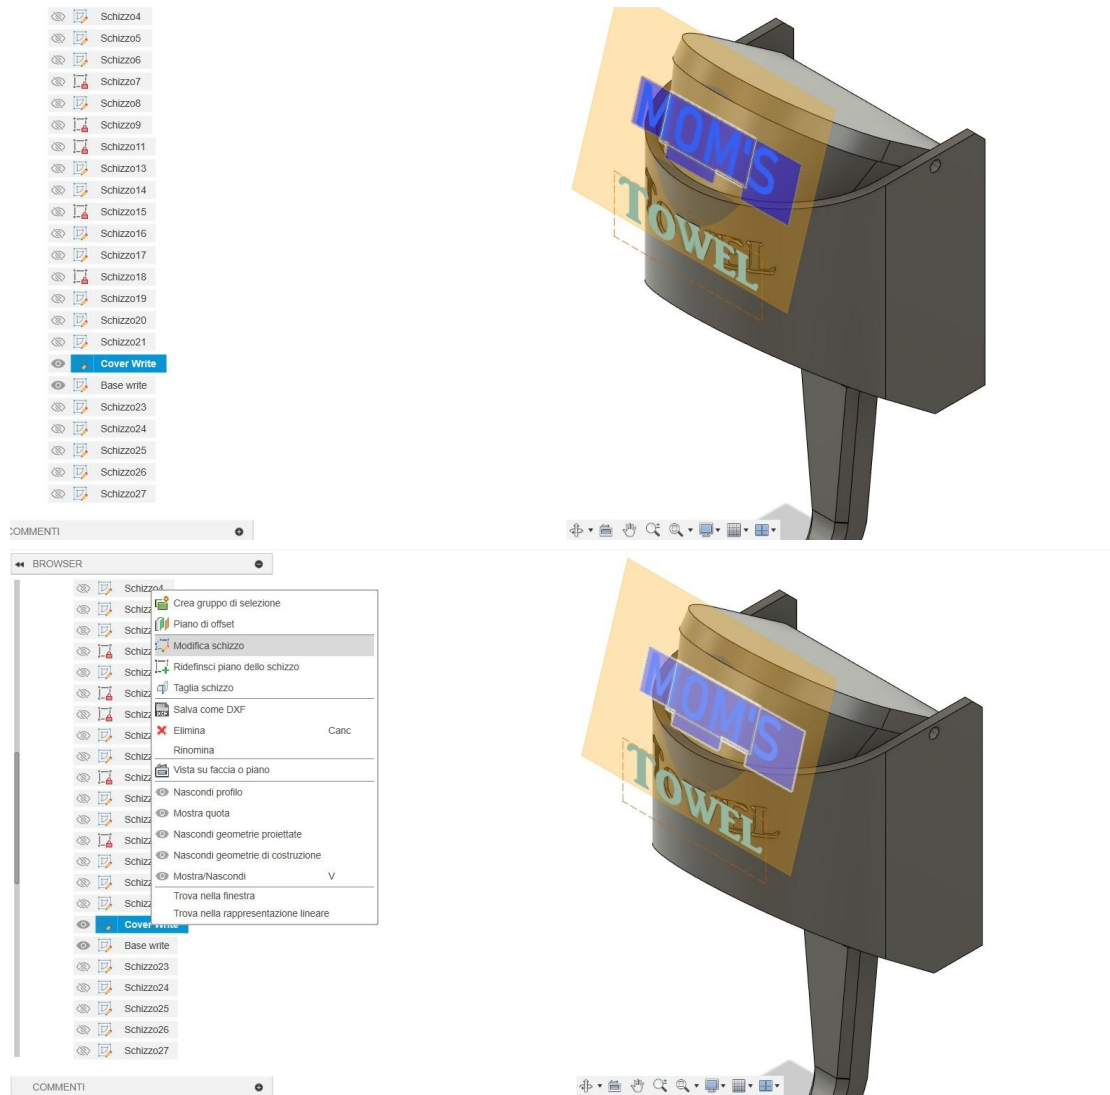 Schizzo4
Schizzo5
Schizzo6
Schizzo7
Schizzo8
Schizzo9
Schizzo11
Schizzo13
Schizzo14
Schizzo15
Schizzo16
Schizzo17
Schizzo18
Schizzo19
Schizzo20
Schizzo21
Cover Write
Base write
Schizzo23
Schizzo24
Schizzo25
Schizzo26
Schizzo27
COMMENTI
MOM'S
TOWEL
BROWSER
Schizzo4
Crea gruppo di selezione
Piano di offset
Modifica schizzo
Ridefinsci piano dello schizzo
Taglia schizzo
Salva come DXF
Elimina Canc
Rinomina
Vista su faccia o piano
Nascondi profilo
Mostra quota
Nascondi geometrie proiettate
Nascondi geometrie di costruzione
Mostra/Nascondi V
Trova nella finestra
Trova nella rappresentazione lineare
Cover Write
Base write
Schizzo23
Schizzo24
Schizzo25
Schizzo26
Schizzo27
COMMENTI
MOM'S
TOWEL